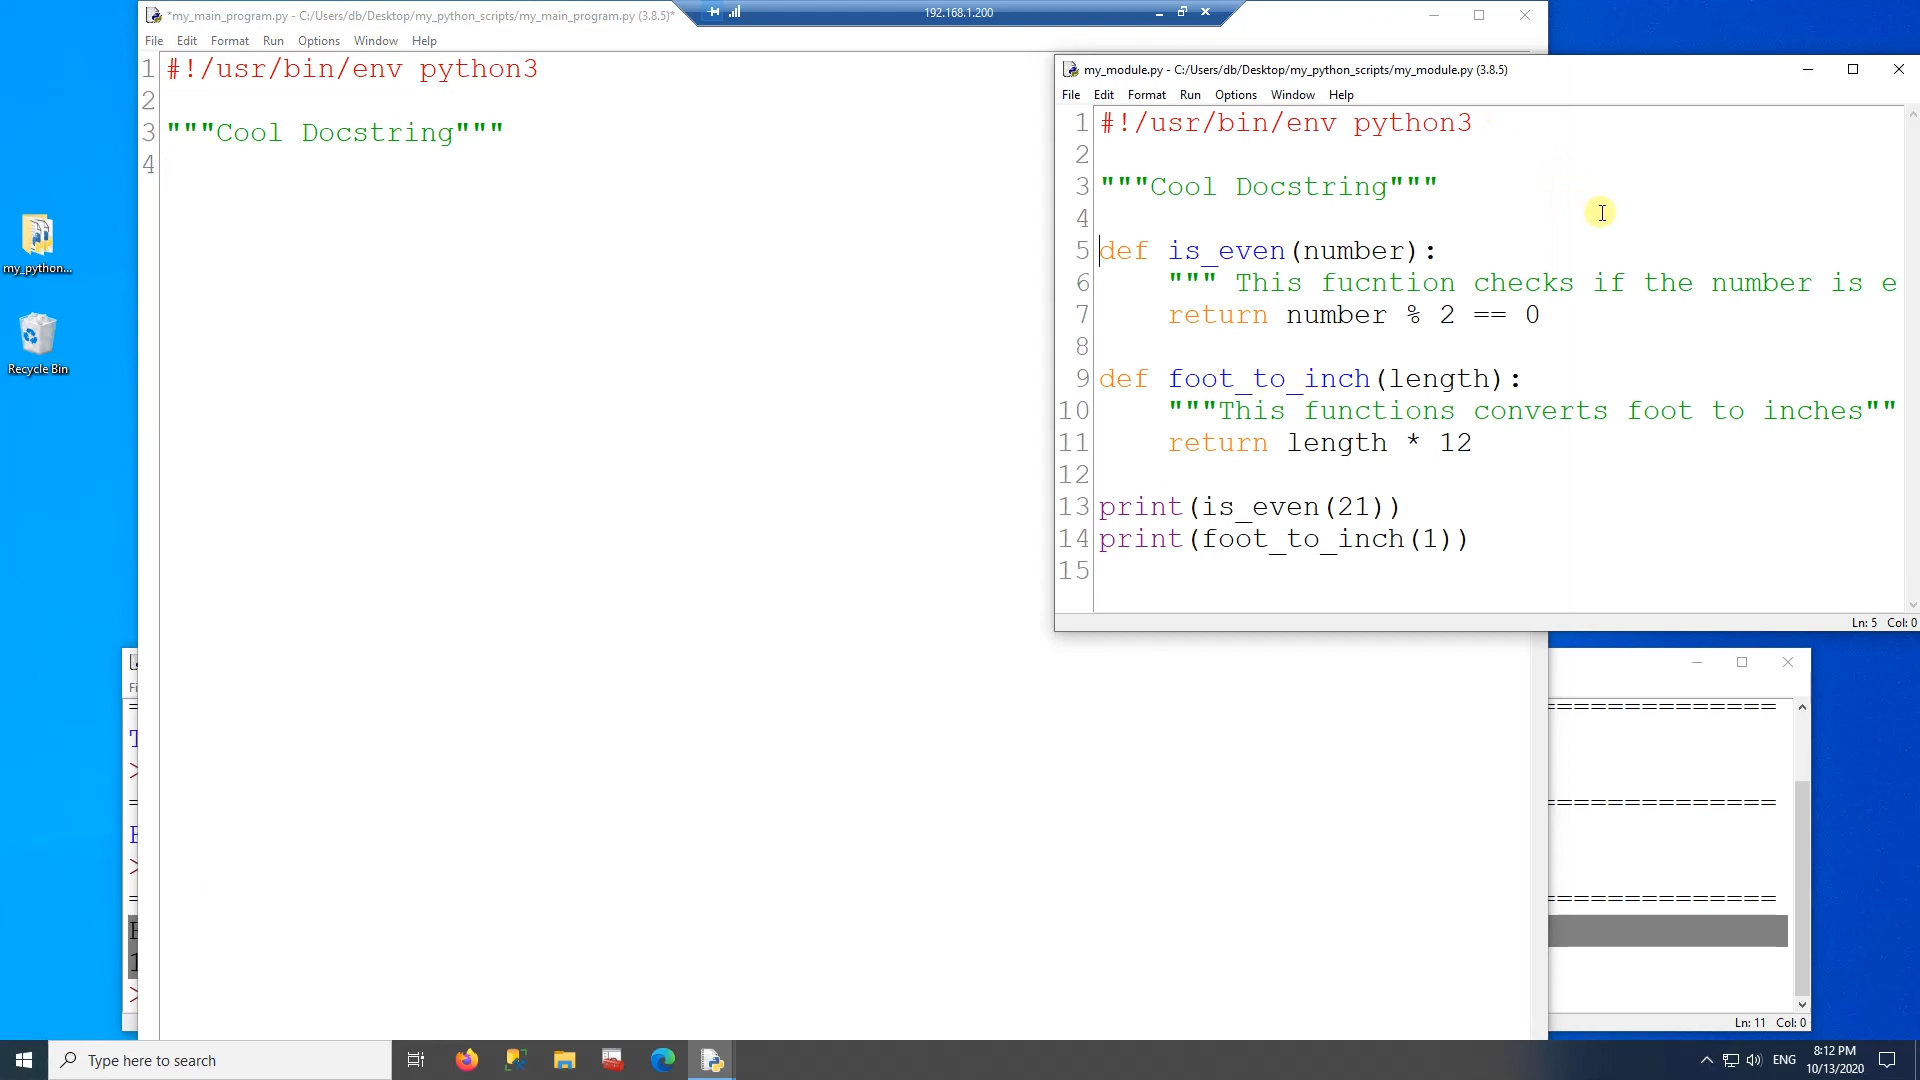 *my_main_program.py - C:/Users/db/Desktop/my_python_scripts/my_main_program.py (3.8.5)*
192.168.1.200
File Edit Format Run Options Window Help
1 #!/usr/bin/env python3
2
3 """Cool Docstring"""
4
my_module.py - C:/Users/db/Desktop/my_python_scripts/my_module.py (3.8.5)
File Edit Format Run Options Window Help
1 #!/usr/bin/env python3
2
3 """Cool Docstring"""
4
5 def is_even(number):
6     """ This fucntion checks if the number is e
7     return number % 2 == 0
8
9 def foot_to_inch(length):
10     """This functions converts foot to inches""
11     return length * 12
12
13 print(is_even(21))
14 print(foot_to_inch(1))
15
Ln: 5 Col: 0
my_python...
Recycle Bin
==============
==============
==============
Ln: 11 Col: 0
Type here to search
ENG
8:12 PM
10/13/2020